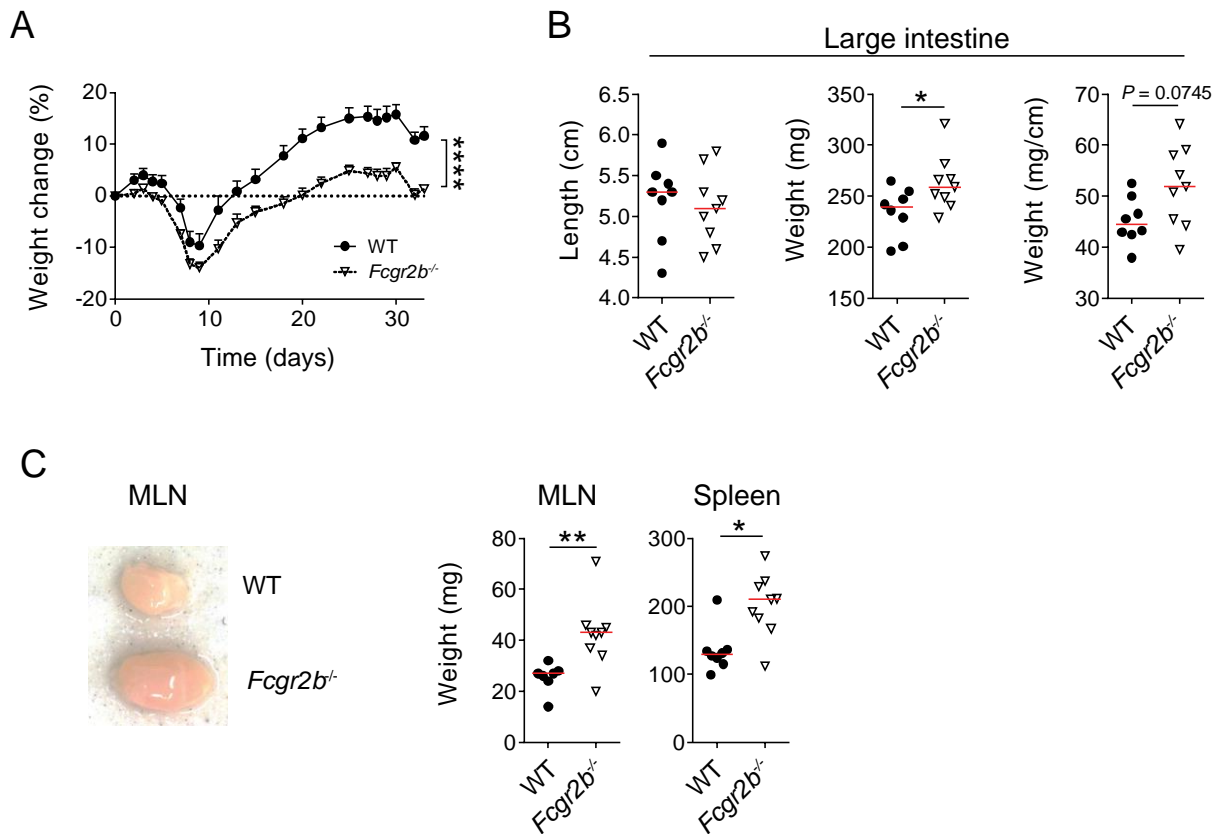 A
Weight change (%)
20
10
0
-10
-20
0
10
20
30
Time (days)
WT
Fcgr2b-/-
****
B
Large intestine
Length (cm)
6.5
6.0
5.5
5.0
4.5
4.0
WT
Fcgr2b-/-
Weight (mg)
350
300
250
200
150
*
WT
Fcgr2b-/-
Weight (mg/cm)
70
60
50
40
30
P = 0.0745
WT
Fcgr2b-/-
C
MLN
WT
Fcgr2b-/-
MLN
Weight (mg)
80
60
40
20
0
**
WT
Fcgr2b-/-
Spleen
300
200
100
0
*
WT
Fcgr2b-/-